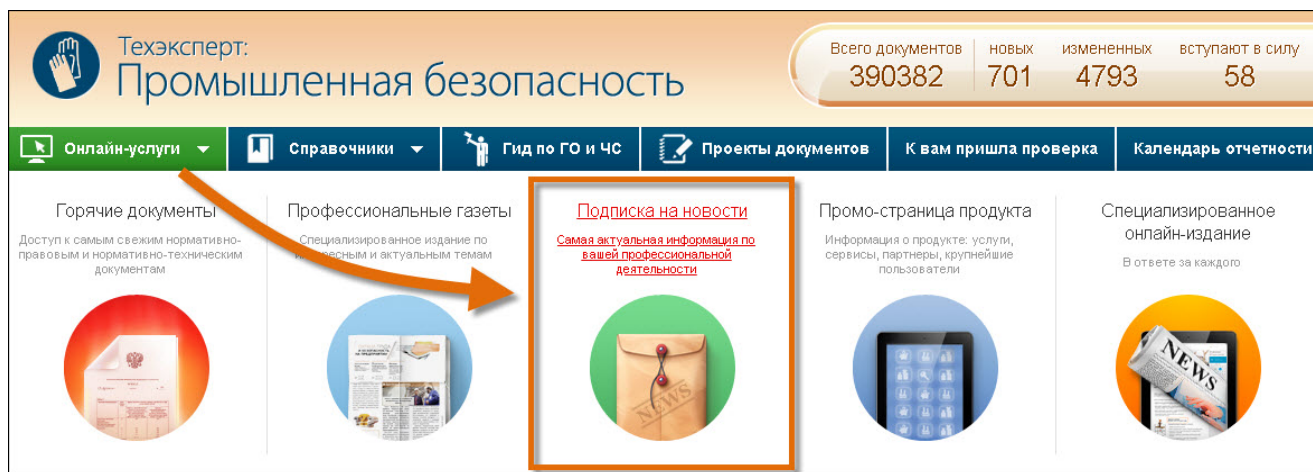 Техэксперт:
Промышленная безопасность
Всего документов новых измененных вступают в силу
390382 701 4793 58
Онлайн-услуги Справочники Гид по ГО и ЧС Проекты документов К вам пришла проверка Календарь отчетности
Горячие документы
Доступ к самым свежим нормативно-
правовым и нормативно-техническим
документам
Профессиональные газеты
Специализированное издание по
интересным и актуальным темам
Подписка на новости
Самая актуальная информация по
вашей профессиональной
деятельности
Промо-страница продукта
Информация о продукте: услуги,
сервисы, партнеры, крупнейшие
пользователи
Специализированное
онлайн-издание
В ответе за каждого
NEWS
NEWS